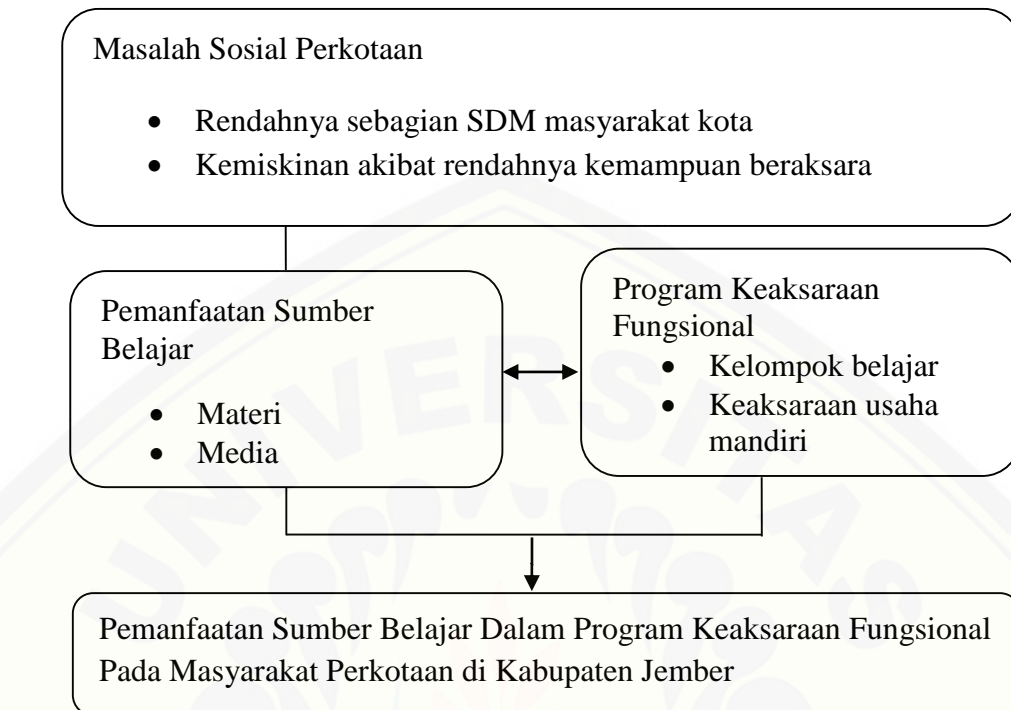 Masalah Sosial Perkotaan
• Rendahnya sebagian SDM masyarakat kota
• Kemiskinan akibat rendahnya kemampuan beraksara
Pemanfaatan Sumber
Belajar
• Materi
• Media
Program Keaksaraan
Fungsional
• Kelompok belajar
• Keaksaraan usaha
mandiri
Pemanfaatan Sumber Belajar Dalam Program Keaksaraan Fungsional
Pada Masyarakat Perkotaan di Kabupaten Jember
UNIVERSITAS